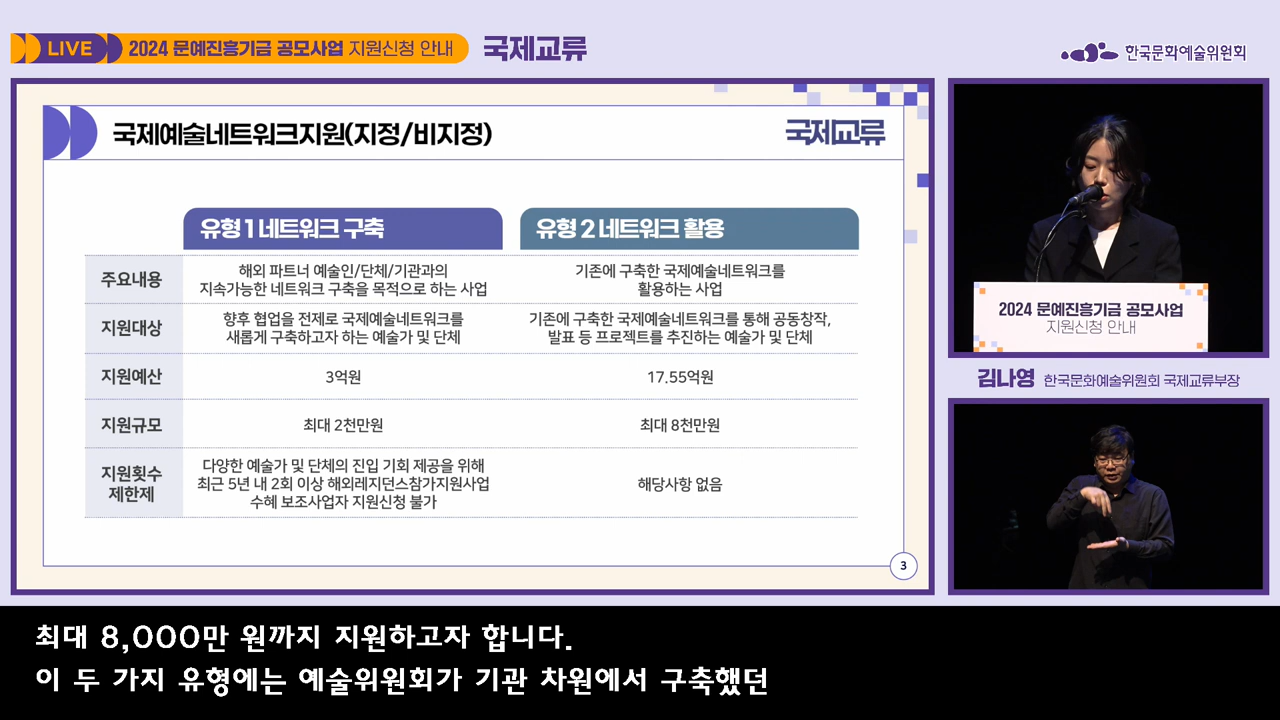 LIVE 2024 문예진흥기금 공모사업 지원신청 안내 국제교류
한국문화예술위원회
국제예술네트워크지원(지정/비지정)
국제교류
유형 1 네트워크 구축
유형 2 네트워크 활용
주요내용
해외 파트너 예술인/단체/기관과의
지속가능한 네트워크 구축을 목적으로 하는 사업
기존에 구축한 국제예술네트워크를
활용하는 사업
지원대상
향후 협업을 전제로 국제예술네트워크를
새롭게 구축하고자 하는 예술가 및 단체
기존에 구축한 국제예술네트워크를 통해 공동창작,
발표 등 프로젝트를 추진하는 예술가 및 단체
지원예산
3억원
17.55억원
지원규모
최대 2천만원
최대 8천만원
지원횟수
제한제
다양한 예술가 및 단체의 진입 기회 제공을 위해
최근 5년 내 2회 이상 해외레지던스참가지원사업
수혜 보조사업자 지원신청 불가
해당사항 없음
3
2024 문예진흥기금 공모사업
지원신청 안내
김나영 한국문화예술위원회 국제교류부장
최대 8,000만 원까지 지원하고자 합니다.
이 두 가지 유형에는 예술위원회가 기관 차원에서 구축했던